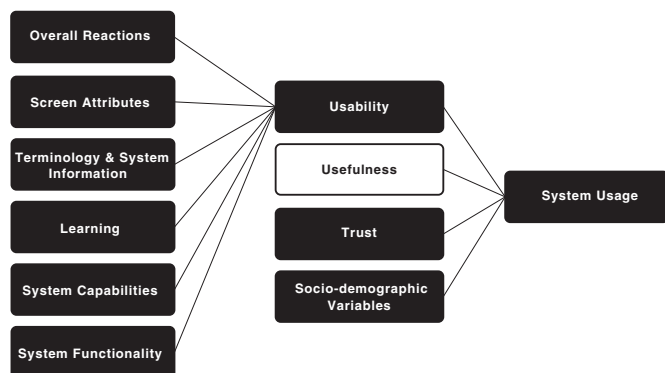 Overall Reactions
Screen Attributes
Terminology & System
Information
Learning
System Capabilities
System Functionality
Usability
Usefulness
Trust
Socio-demographic
Variables
System Usage